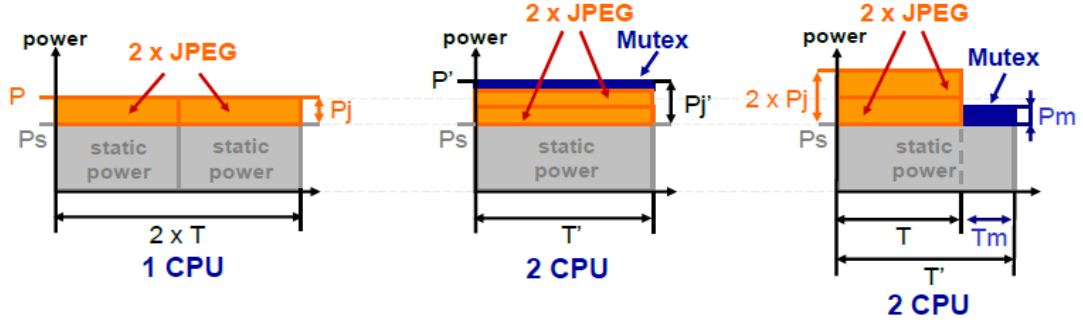 power
2 x JPEG
P
Pj
Ps
static
power
static
power
2 x T
1 CPU
power
2 x JPEG
Mutex
P'
Pj'
Ps
static
power
T'
2 CPU
power
2 x JPEG
Mutex
2 x Pj
Pm
Ps
static
power
T
Tm
T'
2 CPU